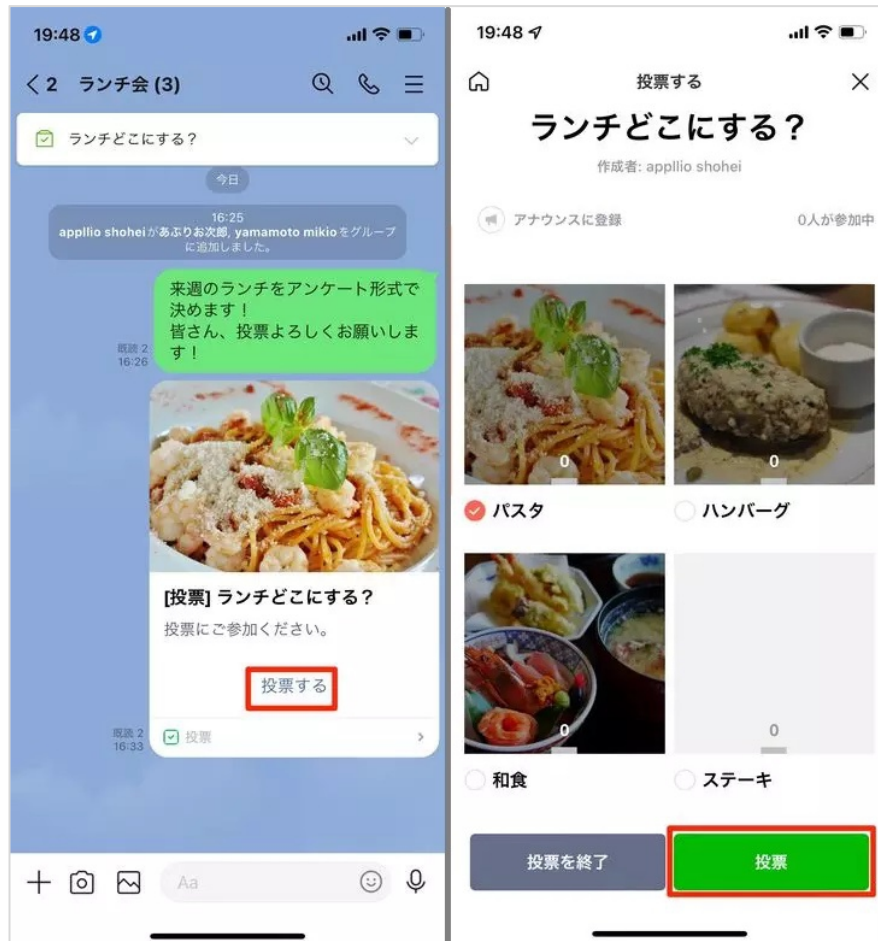 19:48
< 2 ランチ会 (3)
ランチどこにする？
今日
16:25
appllio shoheiがあぷりお次郎, yamamoto mikioをグループ
に追加しました。
来週のランチをアンケート形式で
決めます！
皆さん、投票よろしくお願いしま
す！
既読 2
16:26
[投票] ランチどこにする？
投票にご参加ください。
投票する
既読 2
16:33
投票
Aa
19:48
投票する
ランチどこにする？
作成者: appllio shohei
アナウンスに登録
0人が参加中
0
0
パスタ
ハンバーグ
0
0
和食
ステーキ
投票を終了
投票